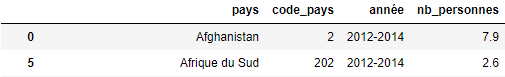 pays code_pays année nb_personnes
0 Afghanistan 2 2012-2014 7.9
5 Afrique du Sud 202 2012-2014 2.6